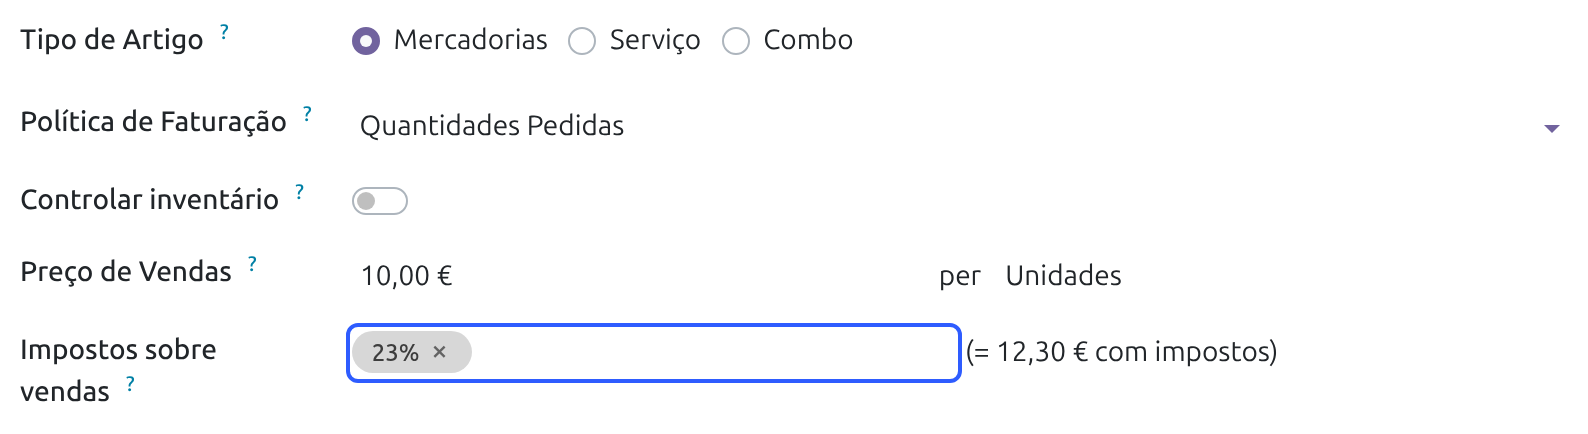 Tipo de Artigo ? Mercadorias Serviço Combo
Política de Faturação ? Quantidades Pedidas
Controlar inventário ?
Preço de Vendas ? 10,00 € per Unidades
Impostos sobre vendas ? 23% × (= 12,30 € com impostos)